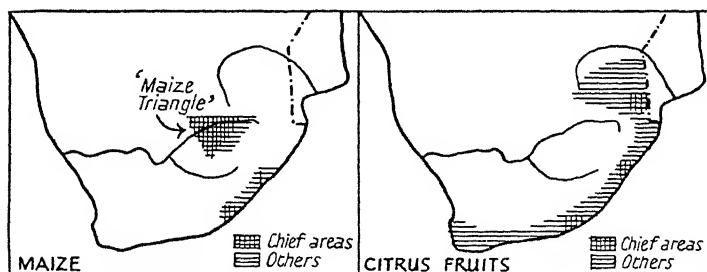 'Maize
Triangle'
Chief areas
Others
MAIZE
Chief areas
Others
CITRUS FRUITS